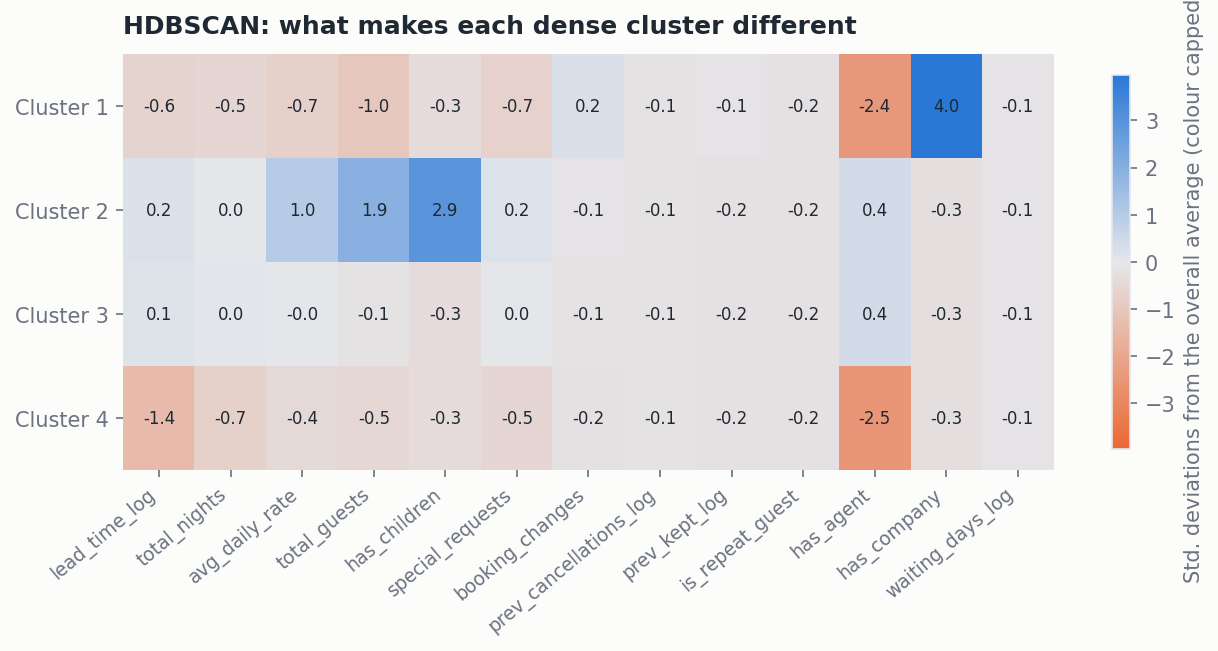 HDBSCAN: what makes each dense cluster different
Cluster 1 -0.6 -0.5 -0.7 -1.0 -0.3 -0.7 0.2 -0.1 -0.1 -0.2 -2.4 4.0 -0.1
Cluster 2 0.2 0.0 1.0 1.9 2.9 0.2 -0.1 -0.1 -0.2 -0.2 0.4 -0.3 -0.1
Cluster 3 0.1 0.0 -0.0 -0.1 -0.3 0.0 -0.1 -0.1 -0.2 -0.2 0.4 -0.3 -0.1
Cluster 4 -1.4 -0.7 -0.4 -0.5 -0.3 -0.5 -0.2 -0.1 -0.2 -0.2 -2.5 -0.3 -0.1
lead_time_log
total_nights
avg_daily_rate
total_guests
has_children
special_requests
booking_changes
prev_cancellations_log
prev_kept_log
is_repeat_guest
has_agent
has_company
waiting_days_log
3
2
1
0
−1
−2
−3
Std. deviations from the overall average (colour capped